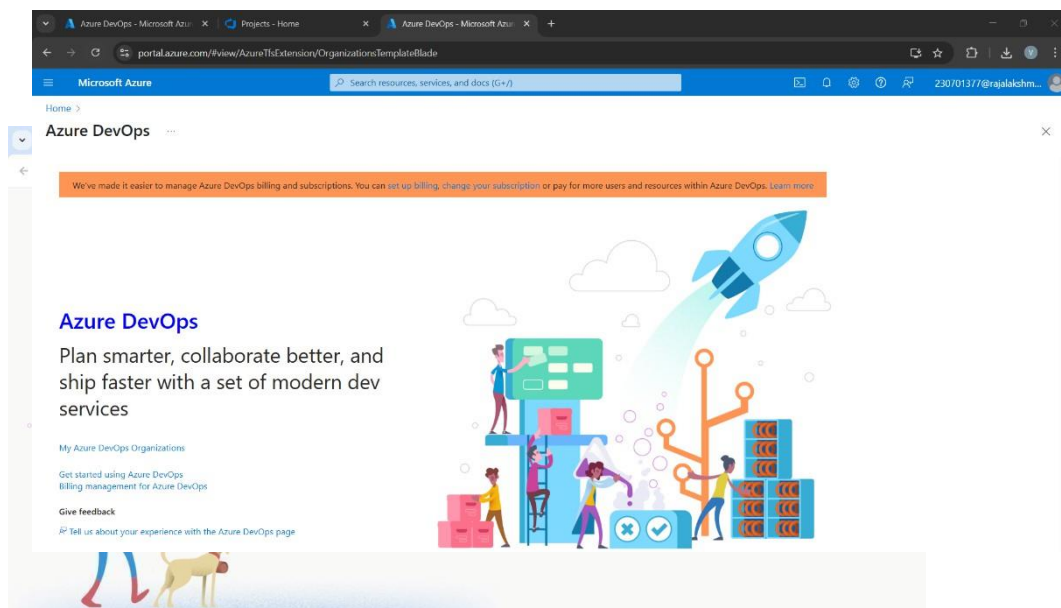 Azure DevOps - Microsoft Azu
Projects - Home
Azure DevOps - Microsoft Azu
portal.azure.com/#view/AzureTfsExtension/OrganizationsTemplateBlade
Microsoft Azure
Search resources, services, and docs (G+/)
230701377@rajalakshm...
Home >
Azure DevOps ...
We've made it easier to manage Azure DevOps billing and subscriptions. You can set up billing, change your subscription or pay for more users and resources within Azure DevOps. Learn more
Azure DevOps
Plan smarter, collaborate better, and
ship faster with a set of modern dev
services
My Azure DevOps Organizations
Get started using Azure DevOps
Billing management for Azure DevOps
Give feedback
Tell us about your experience with the Azure DevOps page